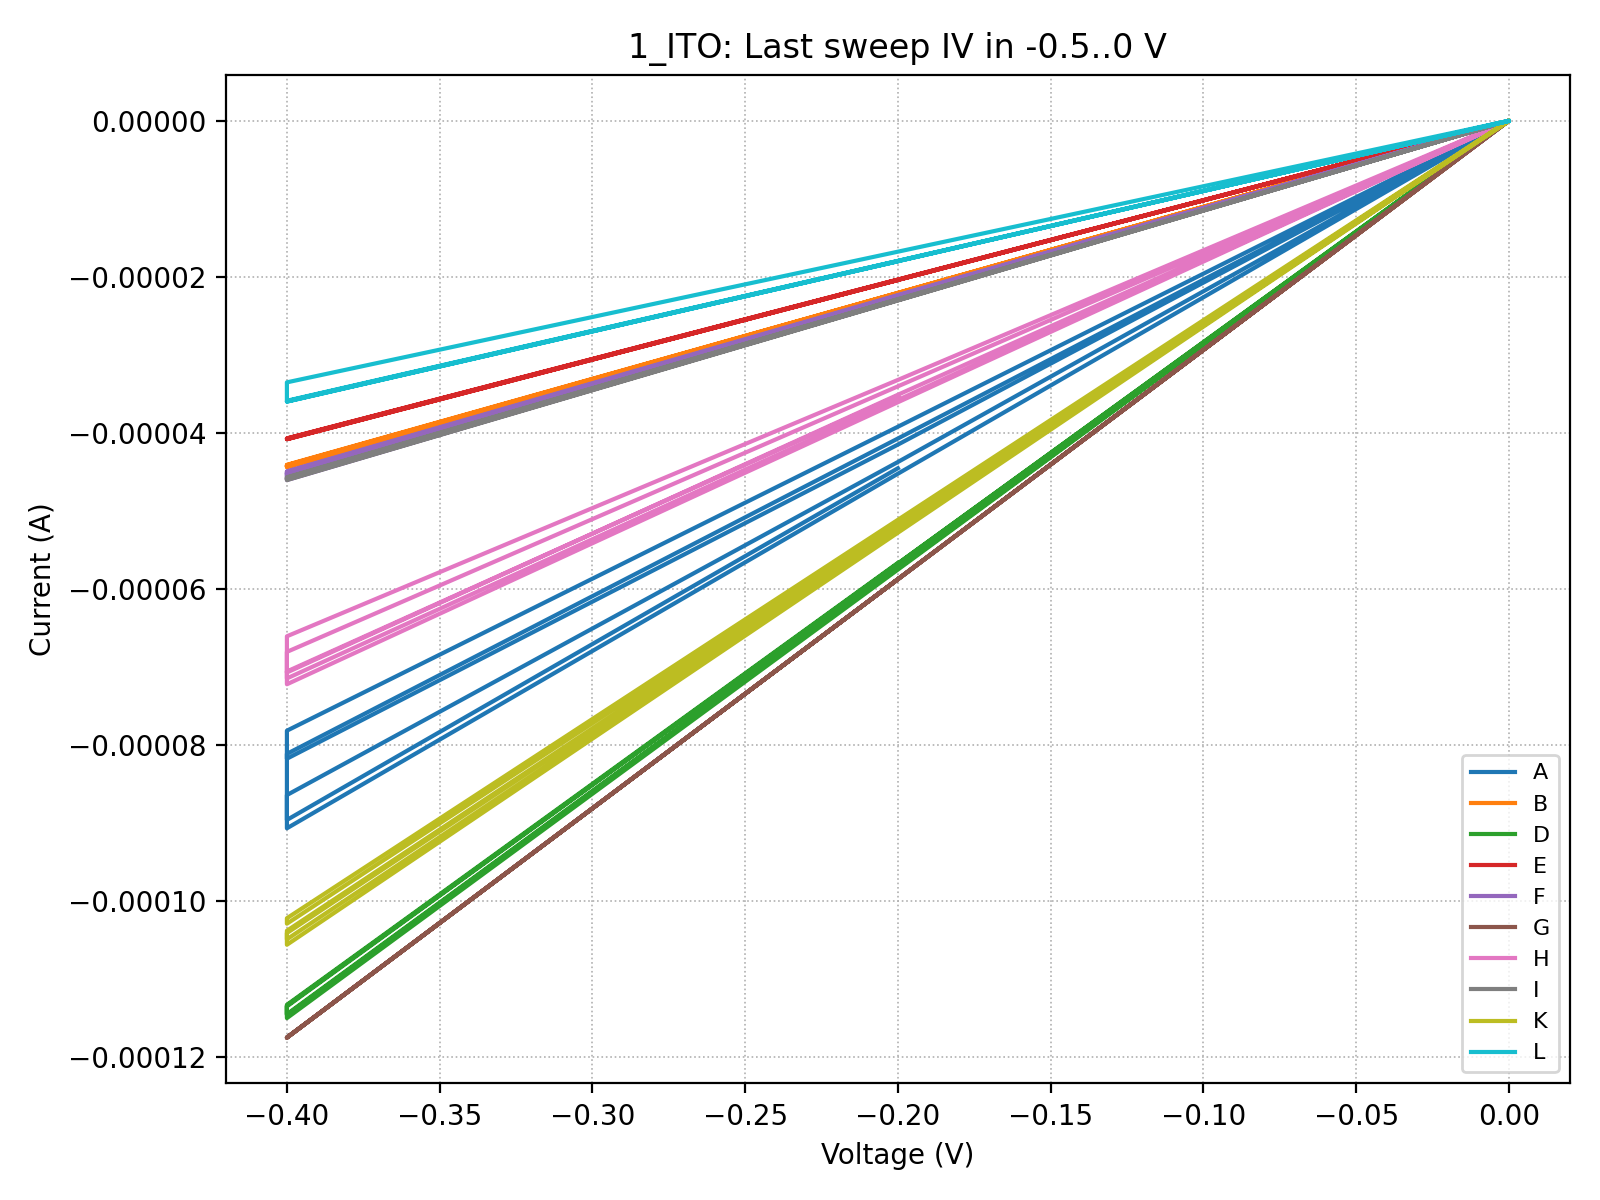 1_ITO: Last sweep IV in -0.5..0 V
0.00000
−0.00002
−0.00004
−0.00006
−0.00008
−0.00010
−0.00012
Current (A)
−0.40 −0.35 −0.30 −0.25 −0.20 −0.15 −0.10 −0.05 0.00
Voltage (V)
A
B
D
E
F
G
H
I
K
L